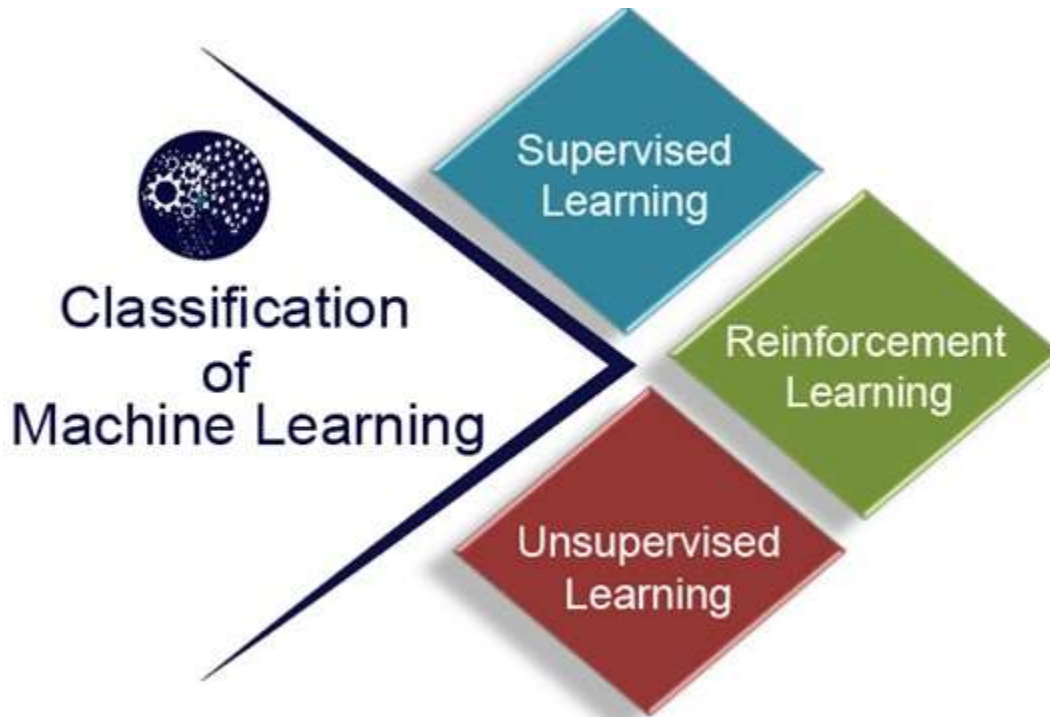 Classification
of
Machine Learning
Supervised
Learning
Reinforcement
Learning
Unsupervised
Learning